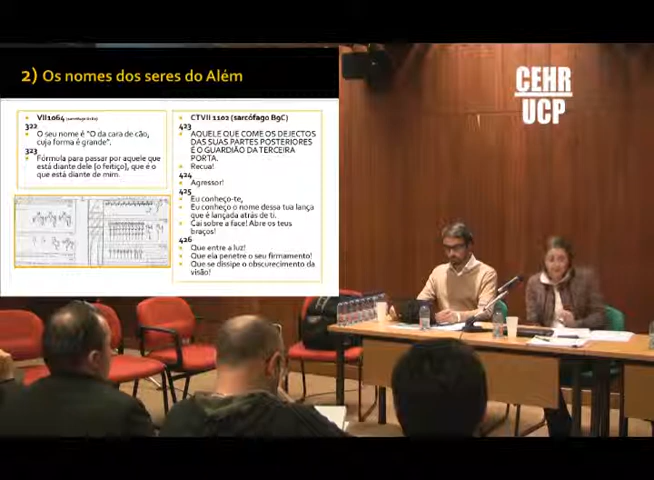 2) Os nomes dos seres do Além
VII1064
322
O seu nome é "O da cara de cão,
cuja forma é grande".
323
Fórmula para passar por aquele que
está diante dele [o feitiço], que é o
que está diante de mim.
CTVII 1102 (sarcófago B9C)
423
AQUELE QUE COME OS DEJECTOS
DAS SUAS PARTES POSTERIORES
É O GUARDIÃO DA TERCEIRA
PORTA.
Recua!
424
Agressor!
425
Eu conheço-te,
Eu conheço o nome dessa tua lança
que é lançada atrás de ti.
Cai sobre a face! Abre os teus
braços!
426
Que entre a luz!
Que ela penetre o seu firmamento!
Que se dissipe o obscurecimento da
visão!
CEHR
UCP